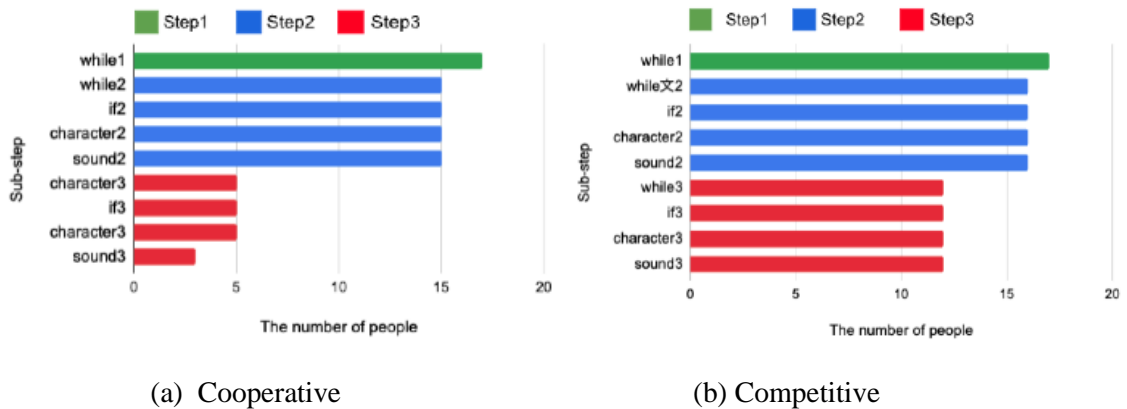 Step1 Step2 Step3
while1
while2
if2
character2
sound2
character3
if3
character3
sound3
Sub-step
0 5 10 15 20
The number of people
(a) Cooperative
Step1 Step2 Step3
while1
while文2
if2
character2
sound2
while3
if3
character3
sound3
Sub-step
0 5 10 15 20
The number of people
(b) Competitive